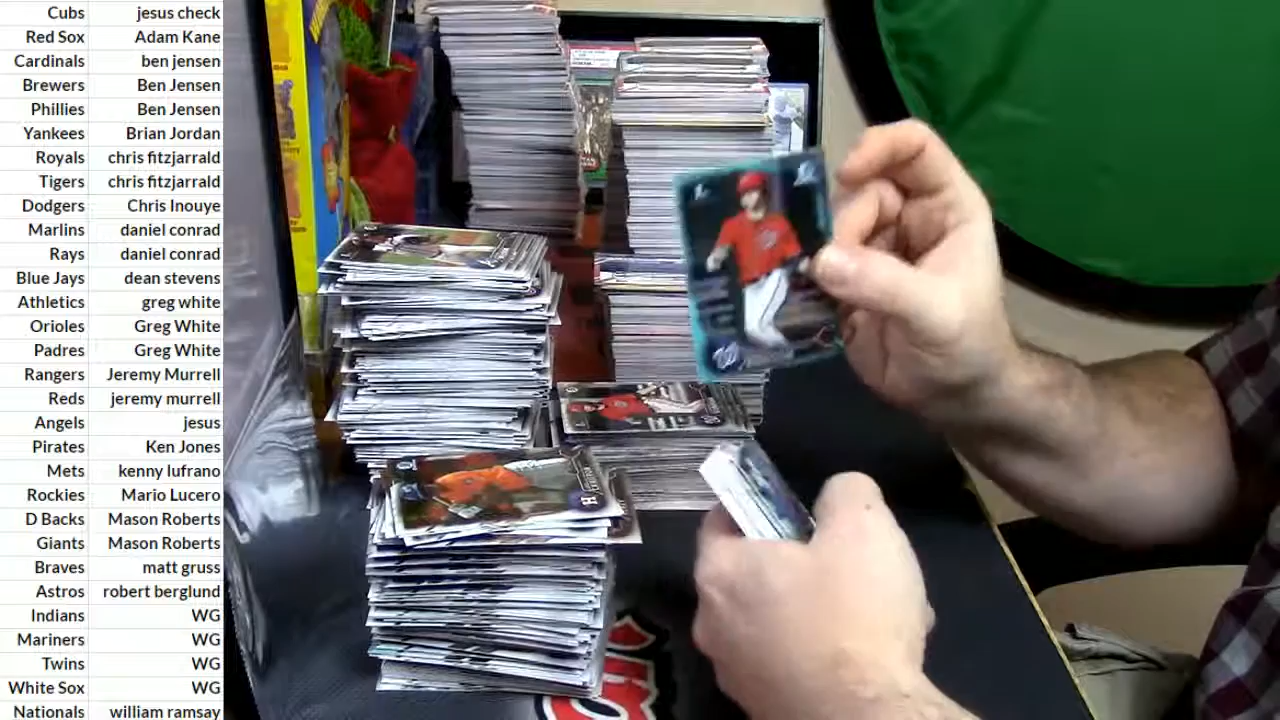 Cubs jesus check
Red Sox Adam Kane
Cardinals ben jensen
Brewers Ben Jensen
Phillies Ben Jensen
Yankees Brian Jordan
Royals chris fitzjarrald
Tigers chris fitzjarrald
Dodgers Chris Inouye
Marlins daniel conrad
Rays daniel conrad
Blue Jays dean stevens
Athletics greg white
Orioles Greg White
Padres Greg White
Rangers Jeremy Murrell
Reds jeremy murrell
Angels jesus
Pirates Ken Jones
Mets kenny lufrano
Rockies Mario Lucero
D Backs Mason Roberts
Giants Mason Roberts
Braves matt gruss
Astros robert berglund
Indians WG
Mariners WG
Twins WG
White Sox WG
Nationals william ramsay